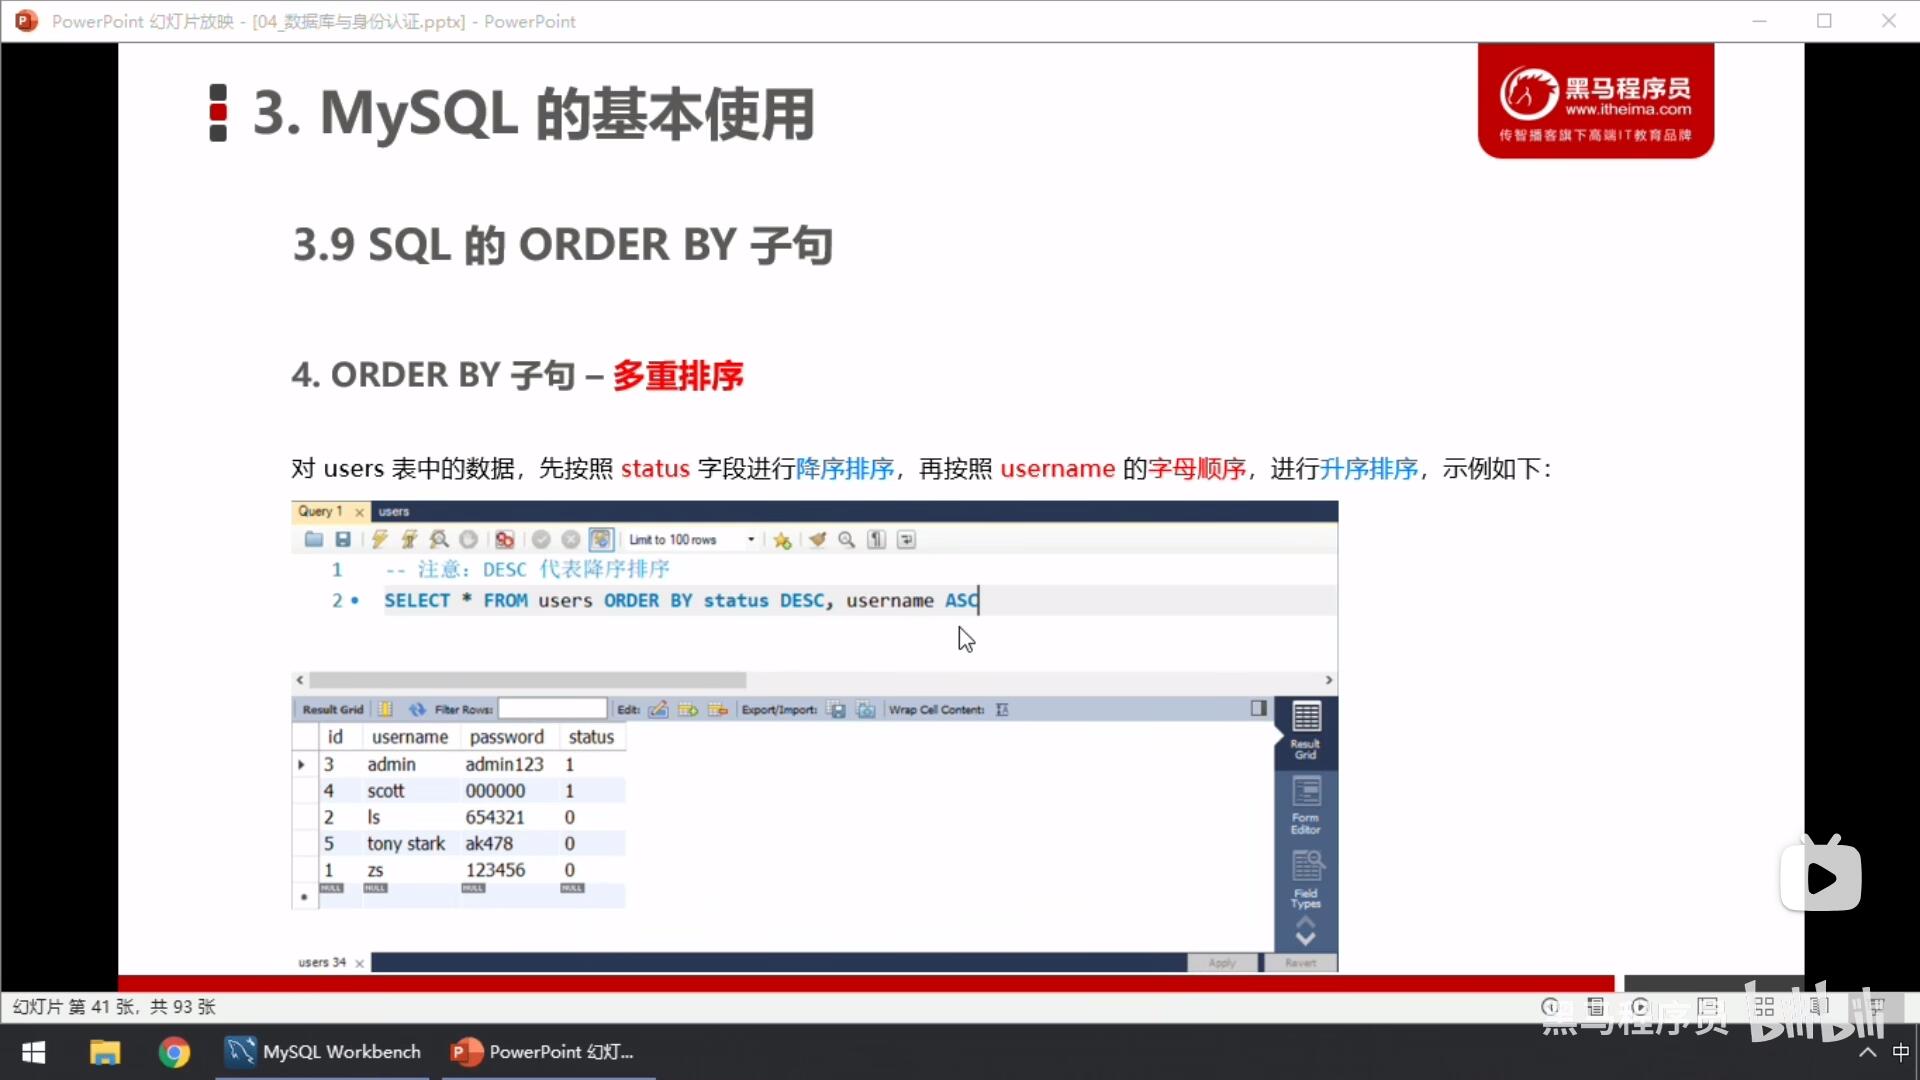 PowerPoint 幻灯片放映 - [04_数据库与身份认证.pptx] - PowerPoint
3. MySQL 的基本使用
黑马程序员
www.itheima.com
传智播客旗下高端IT教育品牌
3.9 SQL 的 ORDER BY 子句
4. ORDER BY 子句 – 多重排序
对 users 表中的数据，先按照 status 字段进行降序排序，再按照 username 的字母顺序，进行升序排序，示例如下：
Query 1 users
Limit to 100 rows
1 -- 注意：DESC 代表降序排序
2 SELECT * FROM users ORDER BY status DESC, username ASC
Result Grid Filter Rows: Edit: Export/Import: Wrap Cell Content:
id username password status
3 admin admin123 1
4 scott 000000 1
2 ls 654321 0
5 tony stark ak478 0
1 zs 123456 0
NULL NULL NULL NULL
Result Grid
Form Editor
Field Types
users 34 Apply Revert
幻灯片 第 41 张，共 93 张
黑马程序员 bilibili
MySQL Workbench PowerPoint 幻灯... 中